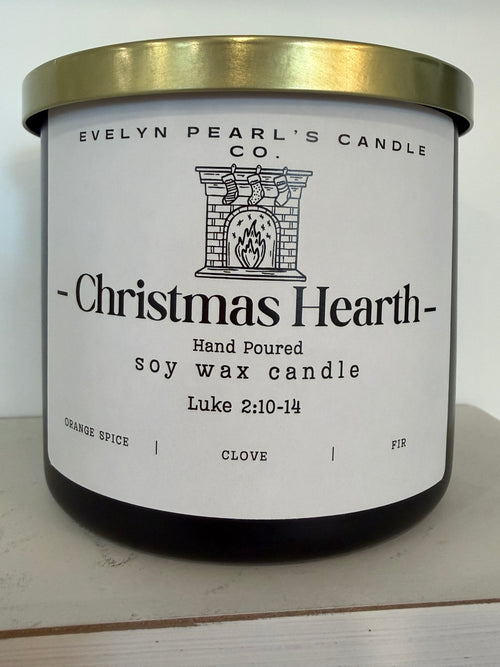 EVELYN PEARL'S CANDLE
CO.
-Christmas Hearth-
Hand Poured
soy wax candle
Luke 2:10-14
ORANGE SPICE | CLOVE | FIR